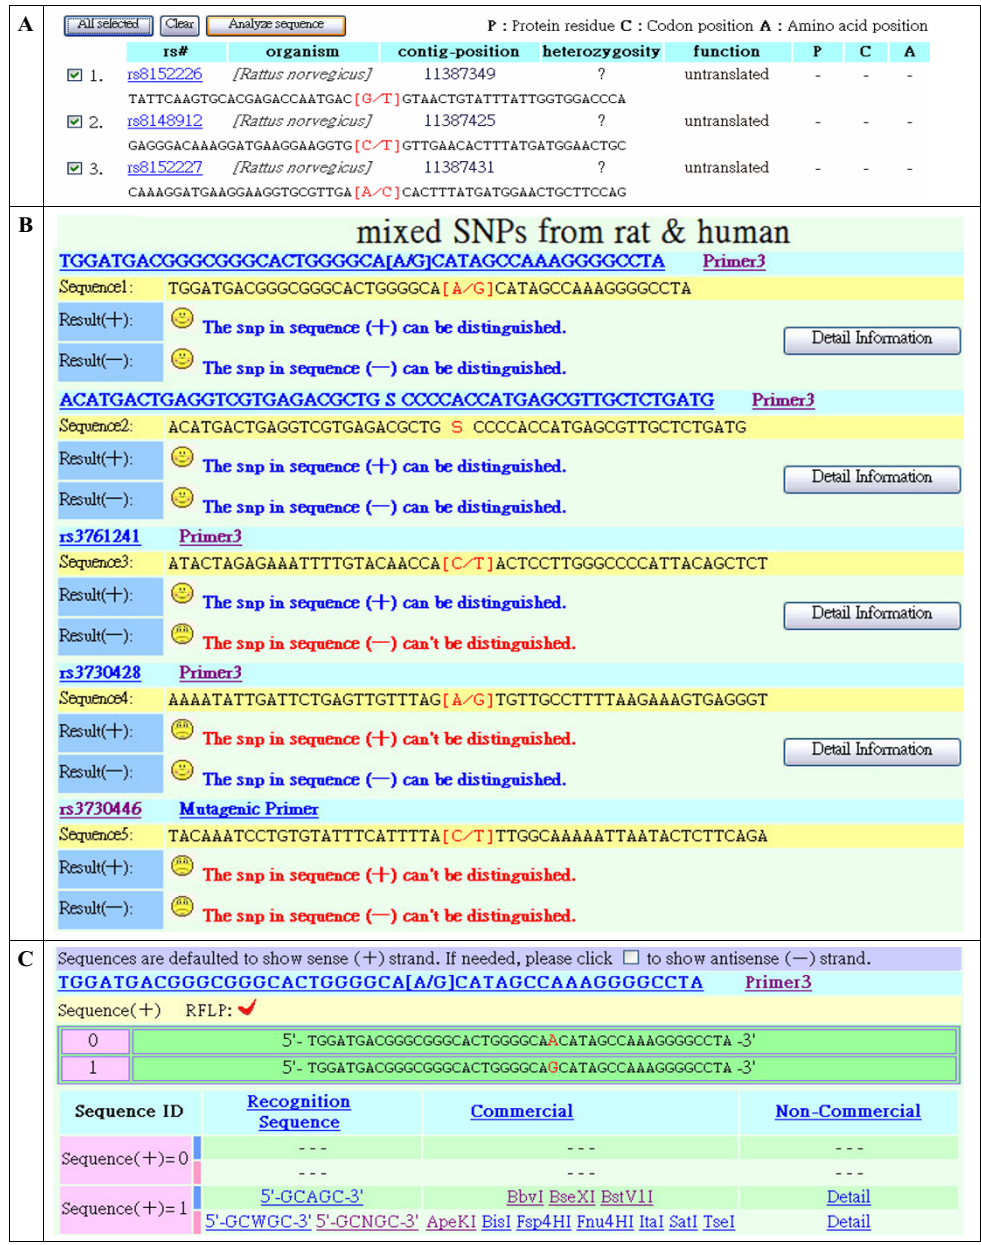 A
All selected Clear Analyze sequence P : Protein residue C : Codon position A : Amino acid position
rs# organism contig-position heterozygosity function P C A
1. rs8152226 [Rattus norvegicus] 11387349 ? untranslated - - -
TATTCAAGTGCACGAGACCAATGAC[G/T]GTAACTGTATTTATTGGTGGACCCA
2. rs8148912 [Rattus norvegicus] 11387425 ? untranslated - - -
GAGGGACAAAGGATGAAGGAAGGTG[C/T]GTTGAACACTTTATGATGGAACTGC
3. rs8152227 [Rattus norvegicus] 11387431 ? untranslated - - -
CAAAGGATGAAGGAAGGTGCGTTGA[A/C]CACTTTATGATGGAACTGCTTCCAG
B
mixed SNPs from rat & human
TGGATGACGGGCGGGCACTGGGGCA[A/G]CATAGCCAAAGGGGCCTA Primer3
Sequence1: TGGATGACGGGCGGGCACTGGGGCA[A/G]CATAGCCAAAGGGGCCTA
Result(+): The snp in sequence (+) can be distinguished.
Detail Information
Result(—): The snp in sequence (—) can be distinguished.
ACATGACTGAGGTCGTGAGACGCTG S CCCCACCATGAGCGTTGCTCTGATG Primer3
Sequence2: ACATGACTGAGGTCGTGAGACGCTG S CCCCACCATGAGCGTTGCTCTGATG
Result(+): The snp in sequence (+) can be distinguished.
Detail Information
Result(—): The snp in sequence (—) can be distinguished.
rs3761241 Primer3
Sequence3: ATACTAGAGAAATTTTGTACAACCA[C/T]ACTCCTTGGGCCCCATTACAGCTCT
Result(+): The snp in sequence (+) can be distinguished.
Detail Information
Result(—): The snp in sequence (—) can't be distinguished.
rs3730428 Primer3
Sequence4: AAAATATTGATTCTGAGTTGTTTAG[A/G]TGTTGCCTTTTAAGAAAGTGAGGGT
Result(+): The snp in sequence (+) can't be distinguished.
Detail Information
Result(—): The snp in sequence (—) can be distinguished.
rs3730446 Mutagenic Primer
Sequence5: TACAAATCCTGTGTATTTCATTTTA[C/T]TTGGCAAAAATTAATACTCTTCAGA
Result(+): The snp in sequence (+) can't be distinguished.
Result(—): The snp in sequence (—) can't be distinguished.
C
Sequences are defaulted to show sense (+) strand. If needed, please click to show antisense (—) strand.
TGGATGACGGGCGGGCACTGGGGCA[A/G]CATAGCCAAAGGGGCCTA Primer3
Sequence(+) RFLP:
0 5'- TGGATGACGGGCGGGCACTGGGGCAACATAGCCAAAGGGGCCTA -3'
1 5'- TGGATGACGGGCGGGCACTGGGGCAGCATAGCCAAAGGGGCCTA -3'
Sequence ID Recognition Sequence Commercial Non-Commercial
Sequence(+)=0 --- --- ---
--- --- ---
Sequence(+)=1 5'-GCAGC-3' BbvI BseXI BstV1I Detail
5'-GCWGC-3' 5'-GCNGC-3' ApeKI BisI Fsp4HI Fnu4HI ItaI SatI TseI Detail